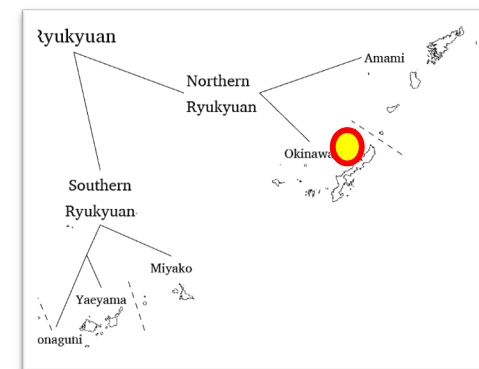 Ryukyuan
Amami
Northern
Ryukyuan
Okinawa
Southern
Ryukyuan
Miyako
Yaeyama
onaguni